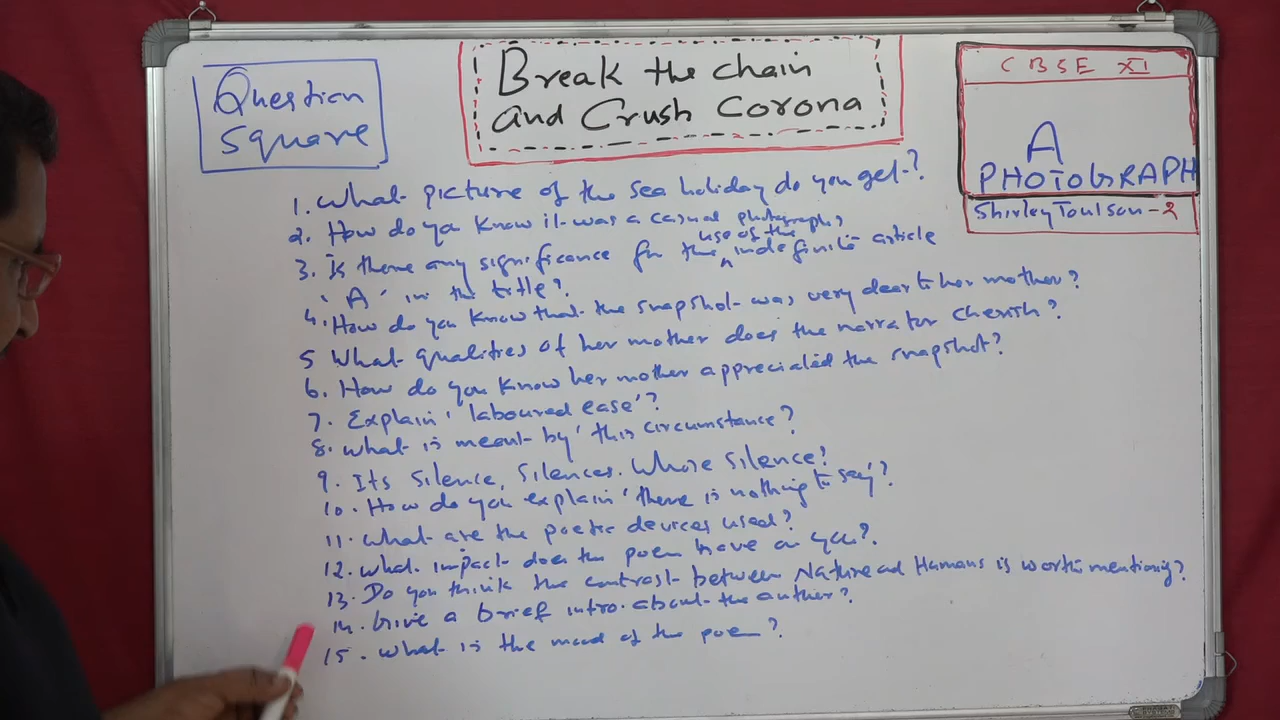 Question
Square
Break the chain
and Crush Corona
CBSE XI
A
PHOTOGRAPH
Shirley Toulson - 2
1. What picture of the sea holiday do you get?
2. How do you know it was a casual photograph?
3. Is there any significance for the use of the indefinite article
'A' in the title?
4. How do you know that the snapshot was very dear to her mother?
5 What qualities of her mother does the narrator cherish?
6. How do you know her mother appreciated the snapshot?
7. Explain 'laboured ease'?
8. What is meant by 'this circumstance?
9. Its silence, silences. Whose silence?
10. How do you explain 'there is nothing to say'?
11. What are the poetic devices used?
12. What impact does the poem have on you?
13. Do you think the contrast between Nature and Humans is worth mentioning?
14. Give a brief intro. about the author?
15. What is the mood of the poem?